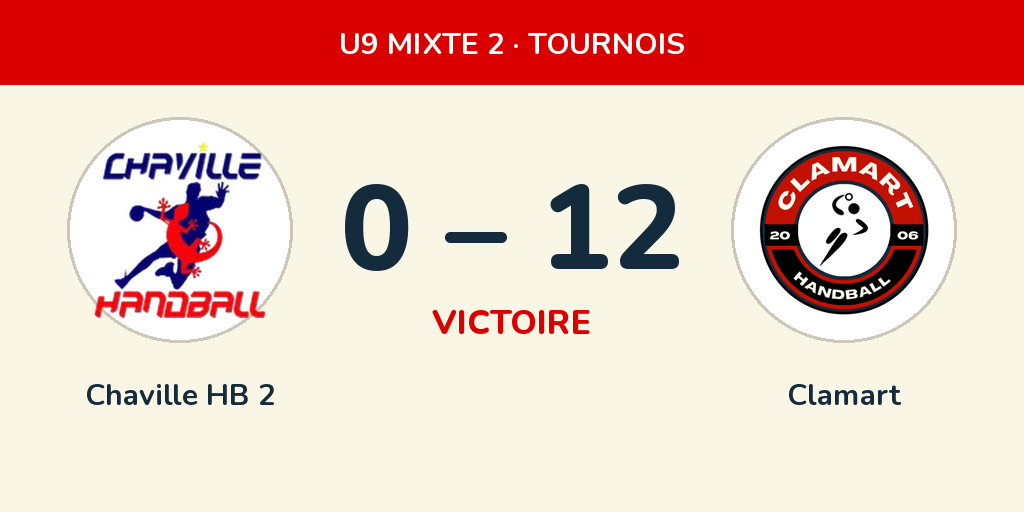 U9 MIXTE 2 · TOURNOIS
CHAVILLE
HANDBALL
0 – 12
VICTOIRE
CLAMART
20 06
HANDBALL
Chaville HB 2
Clamart